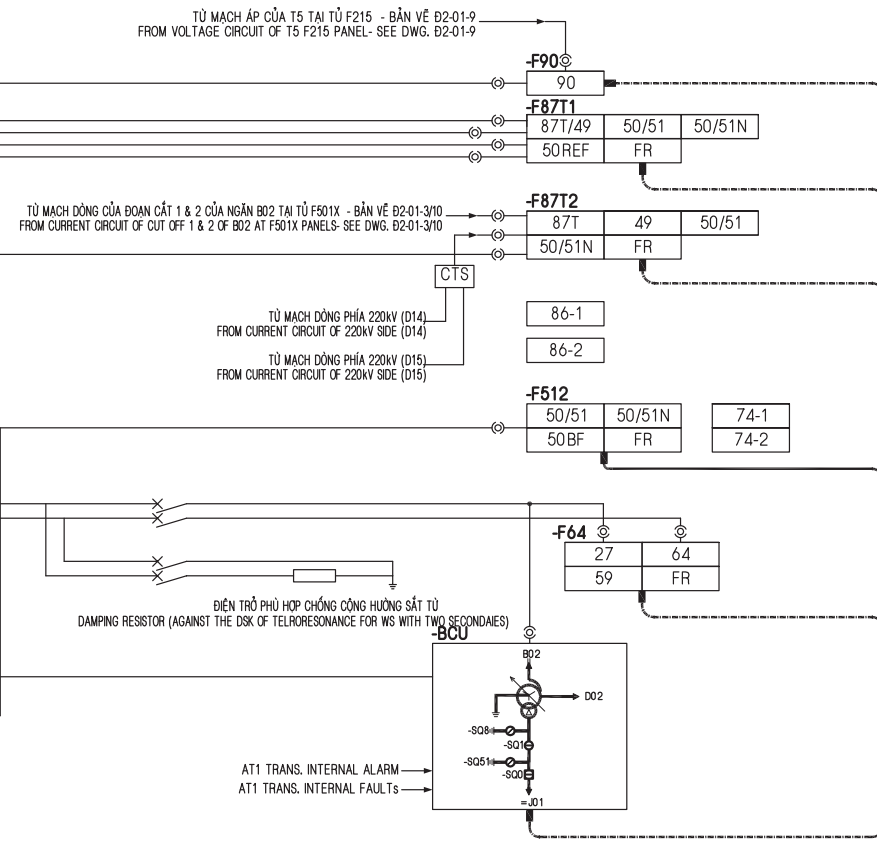 TỪ MẠCH ÁP CỦA T5 TẠI TỦ F215 - BẢN VẼ Đ2-01-9
FROM VOLTAGE CIRCUIT OF T5 F215 PANEL- SEE DWG. Đ2-01-9
-F90
90
-F87T1
87T/49 50/51 50/51N
50REF FR
-F87T2
TỪ MẠCH DÒNG CỦA ĐOẠN CẮT 1 & 2 CỦA NGĂN B02 TẠI TỦ F501X - BẢN VẼ Đ2-01-3/10
FROM CURRENT CIRCUIT OF CUT OFF 1 & 2 OF B02 AT F501X PANELS- SEE DWG. Đ2-01-3/10
87T 49 50/51
50/51N FR
CTS
TỪ MẠCH DÒNG PHÍA 220kV (D14)
FROM CURRENT CIRCUIT OF 220kV SIDE (D14)
86-1
86-2
TỪ MẠCH DÒNG PHÍA 220kV (D15)
FROM CURRENT CIRCUIT OF 220kV SIDE (D15)
-F512
50/51 50/51N 74-1
50BF FR 74-2
-F64
27 64
59 FR
ĐIỆN TRỞ PHÙ HỢP CHỐNG CỘNG HƯỞNG SẮT TỪ
DAMPING RESISTOR (AGAINST THE DSK OF TELRORESONANCE FOR WS WITH TWO SECONDAIES)
-BCU
B02
D02
-SQ8
-SQ1
-SQ51
-SQ0
=J01
AT1 TRANS. INTERNAL ALARM
AT1 TRANS. INTERNAL FAULTs